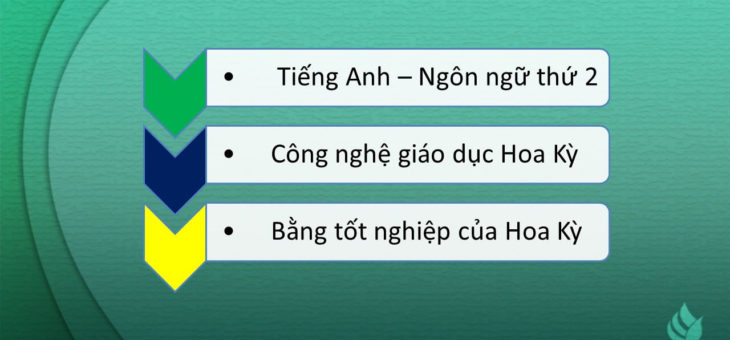 • Tiếng Anh – Ngôn ngữ thứ 2
• Công nghệ giáo dục Hoa Kỳ
• Bằng tốt nghiệp của Hoa Kỳ